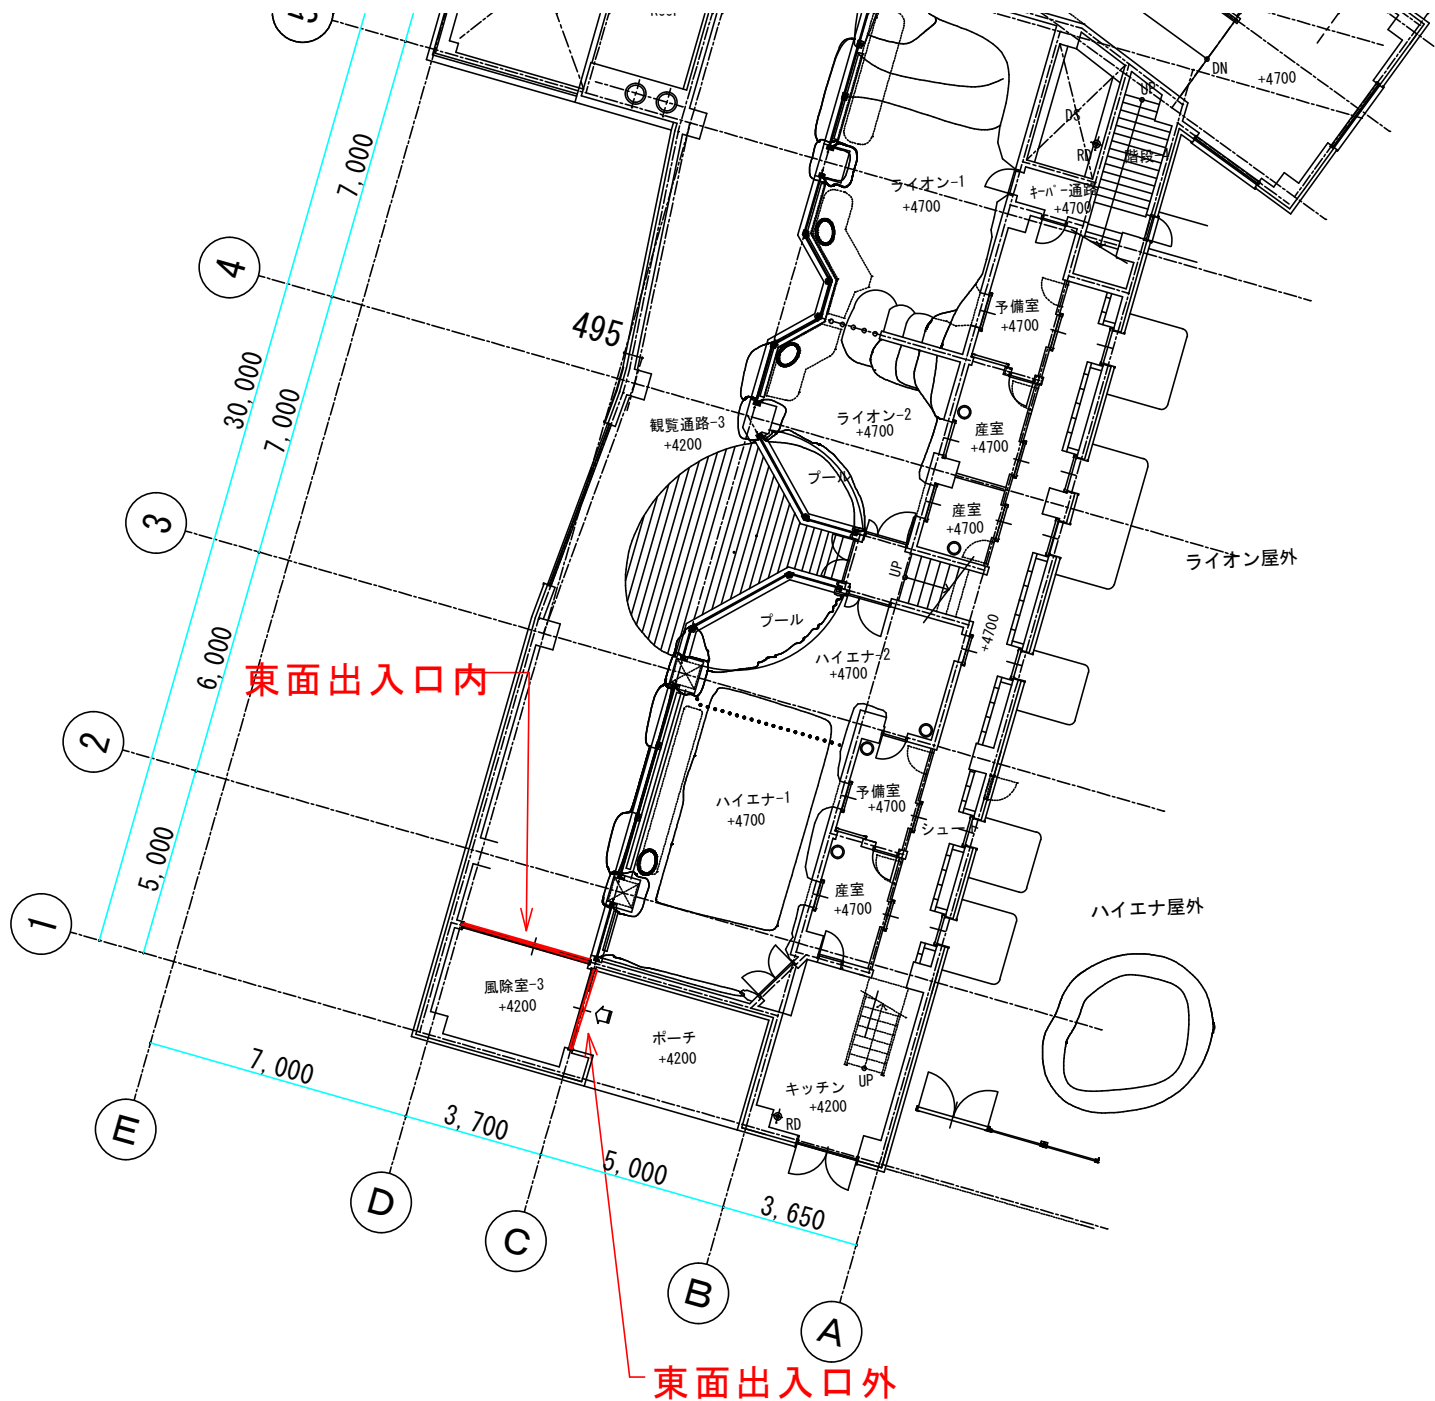 DN
+4700
UP
DS
RD
階段-1
7,000
ライオン-1
+4700
キーパー通路
+4700
4
予備室
+4700
495
30,000
7,000
観覧通路-3
+4200
ライオン-2
+4700
産室
+4700
プール
産室
+4700
3
ライオン屋外
UP
プール
6,000
ハイエナ-2
+4700
+4700
東面出入口内
2
ハイエナ-1
+4700
予備室
+4700
シュー
5,000
産室
+4700
1
ハイエナ屋外
風除室-3
+4200
ポーチ
+4200
7,000
キッチン
+4200
UP
RD
E
3,700
5,000
D
3,650
C
B
A
東面出入口外